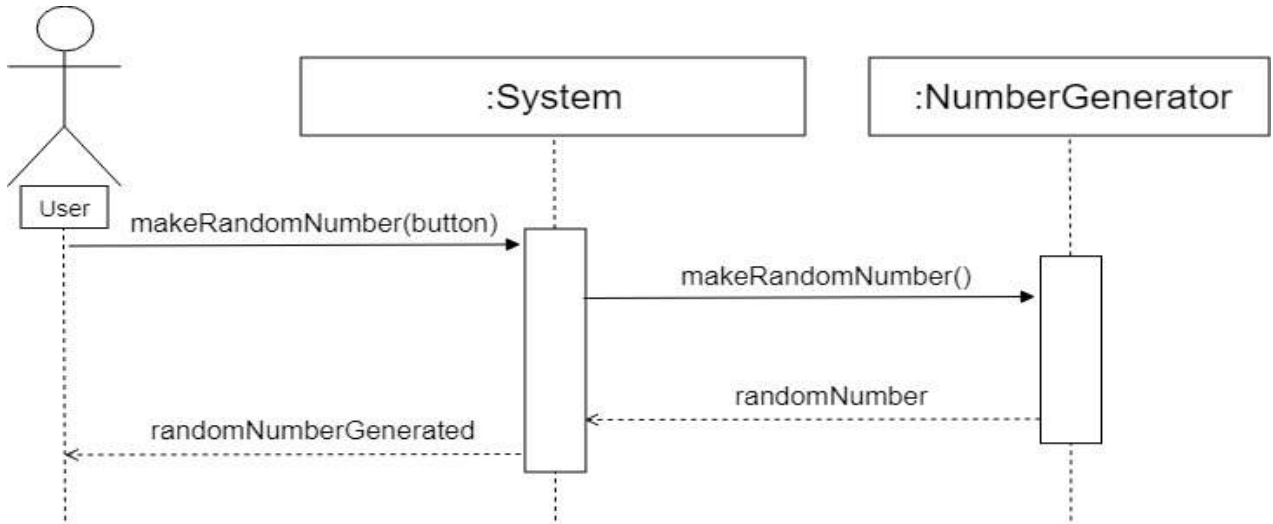 :System
:NumberGenerator
User
makeRandomNumber(button)
makeRandomNumber()
randomNumber
randomNumberGenerated